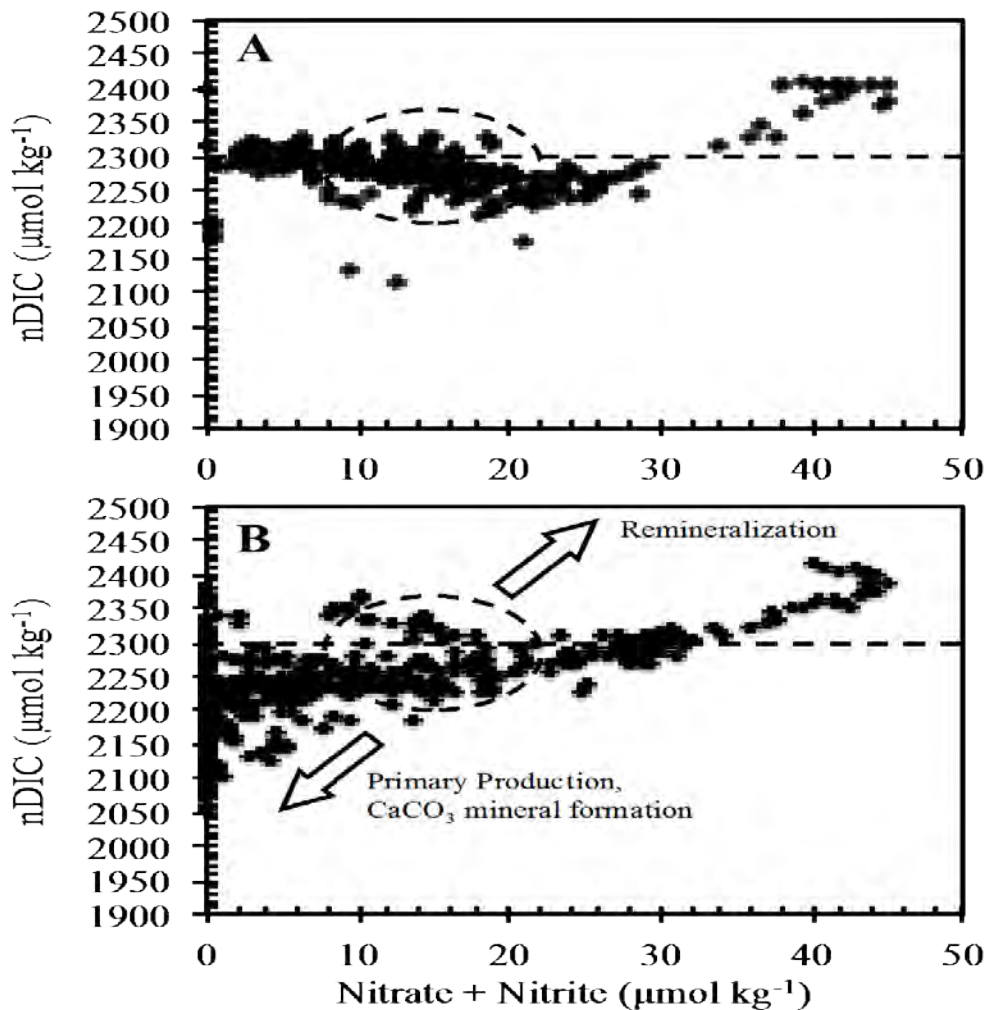 A
2500
2450
2400
2350
2300
2250
2200
2150
2100
2050
2000
1950
1900
nDIC (μmol kg⁻¹)
0 10 20 30 40 50
B
2500
2450
2400
2350
2300
2250
2200
2150
2100
2050
2000
1950
1900
nDIC (μmol kg⁻¹)
Remineralization
Primary Production,
CaCO₃ mineral formation
0 10 20 30 40 50
Nitrate + Nitrite (μmol kg⁻¹)